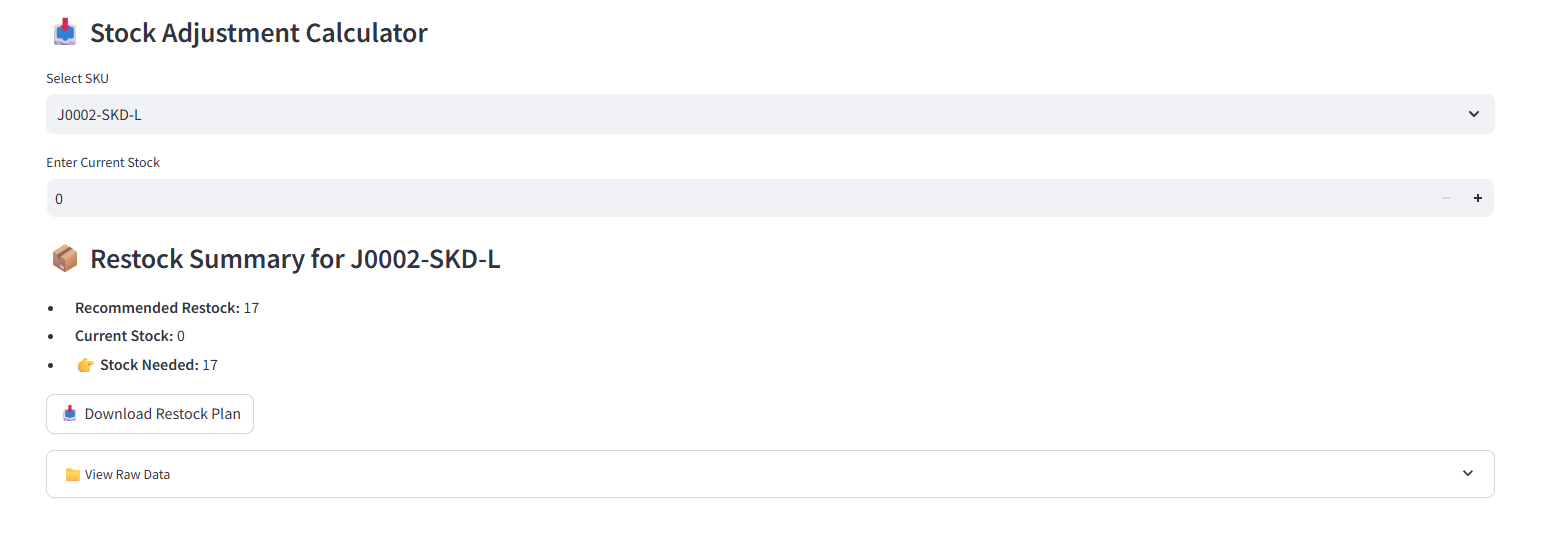 📥 Stock Adjustment Calculator
Select SKU
J0002-SKD-L
Enter Current Stock
0
📦 Restock Summary for J0002-SKD-L
• Recommended Restock: 17
• Current Stock: 0
• 👉 Stock Needed: 17
📥 Download Restock Plan
📁 View Raw Data